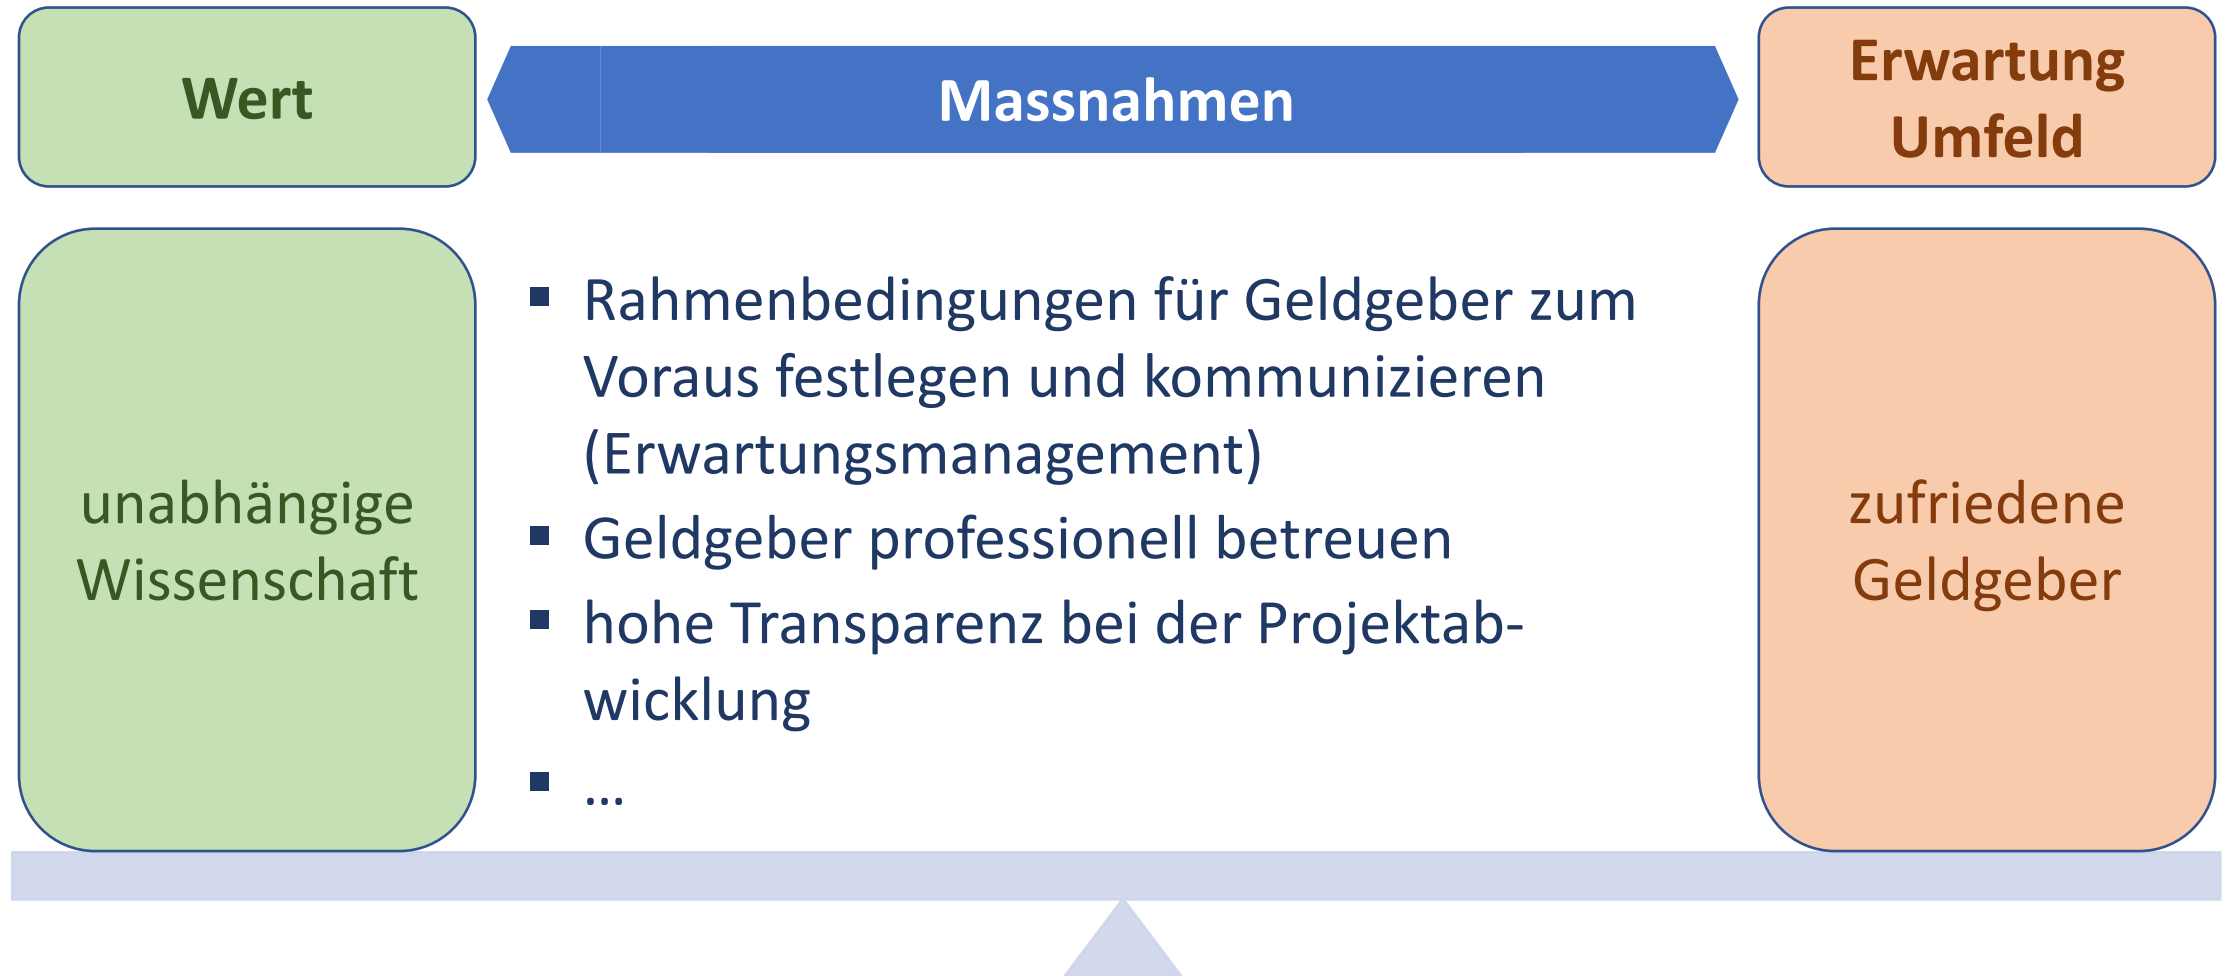 Wert
Massnahmen
Erwartung
Umfeld
unabhängige
Wissenschaft
▪ Rahmenbedingungen für Geldgeber zum
Voraus festlegen und kommunizieren
(Erwartungsmanagement)
▪ Geldgeber professionell betreuen
▪ hohe Transparenz bei der Projektab-
wicklung
▪ ...
zufriedene
Geldgeber